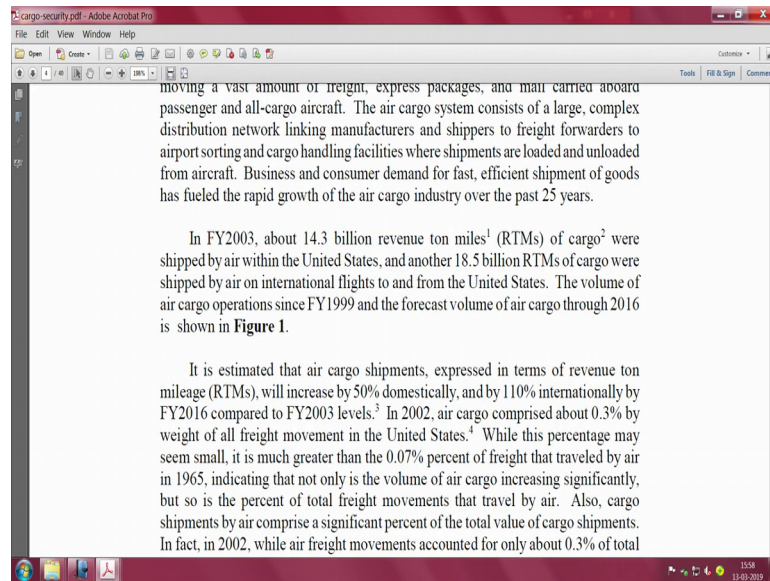 cargo-security.pdf - Adobe Acrobat Pro
File Edit View Window Help
Open Create Customize
4 / 40 198% Tools Fill & Sign Comme
moving a vast amount of freight, express packages, and mail carried aboard
passenger and all-cargo aircraft. The air cargo system consists of a large, complex
distribution network linking manufacturers and shippers to freight forwarders to
airport sorting and cargo handling facilities where shipments are loaded and unloaded
from aircraft. Business and consumer demand for fast, efficient shipment of goods
has fueled the rapid growth of the air cargo industry over the past 25 years.
In FY2003, about 14.3 billion revenue ton miles1 (RTMs) of cargo2 were
shipped by air within the United States, and another 18.5 billion RTMs of cargo were
shipped by air on international flights to and from the United States. The volume of
air cargo operations since FY1999 and the forecast volume of air cargo through 2016
is shown in Figure 1.
It is estimated that air cargo shipments, expressed in terms of revenue ton
mileage (RTMs), will increase by 50% domestically, and by 110% internationally by
FY2016 compared to FY2003 levels.3 In 2002, air cargo comprised about 0.3% by
weight of all freight movement in the United States.4 While this percentage may
seem small, it is much greater than the 0.07% percent of freight that traveled by air
in 1965, indicating that not only is the volume of air cargo increasing significantly,
but so is the percent of total freight movements that travel by air. Also, cargo
shipments by air comprise a significant percent of the total value of cargo shipments.
In fact, in 2002, while air freight movements accounted for only about 0.3% of total
15:58
13-03-2019